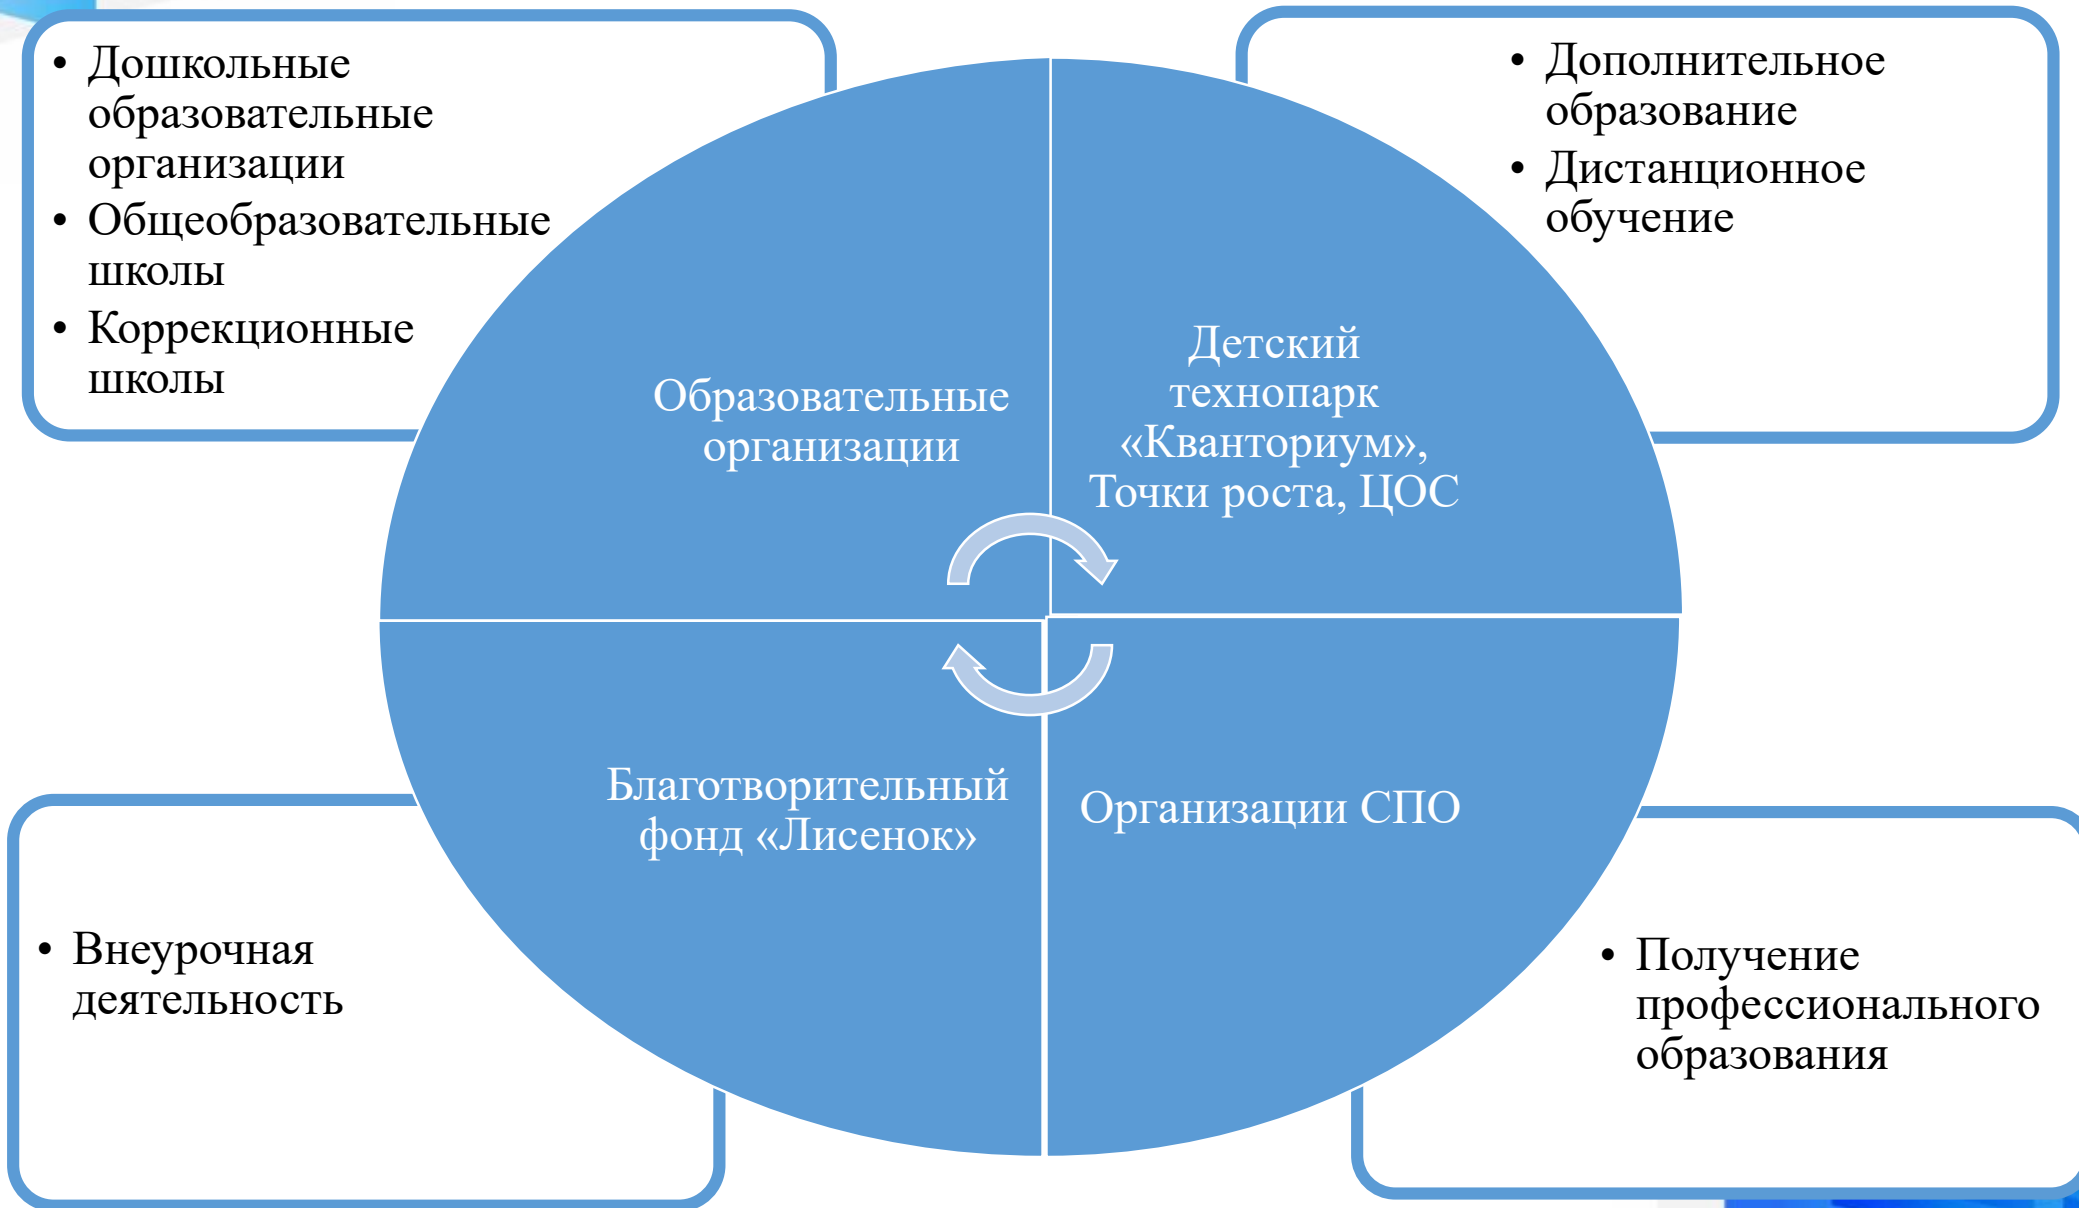 • Дошкольные
образовательные
организации
• Общеобразовательные
школы
• Коррекционные
школы
• Дополнительное
образование
• Дистанционное
обучение
Образовательные
организации
Детский
технопарк
«Кванториум»,
Точки роста, ЦОС
Благотворительный
фонд «Лисенок»
Организации СПО
• Внеурочная
деятельность
• Получение
профессионального
образования